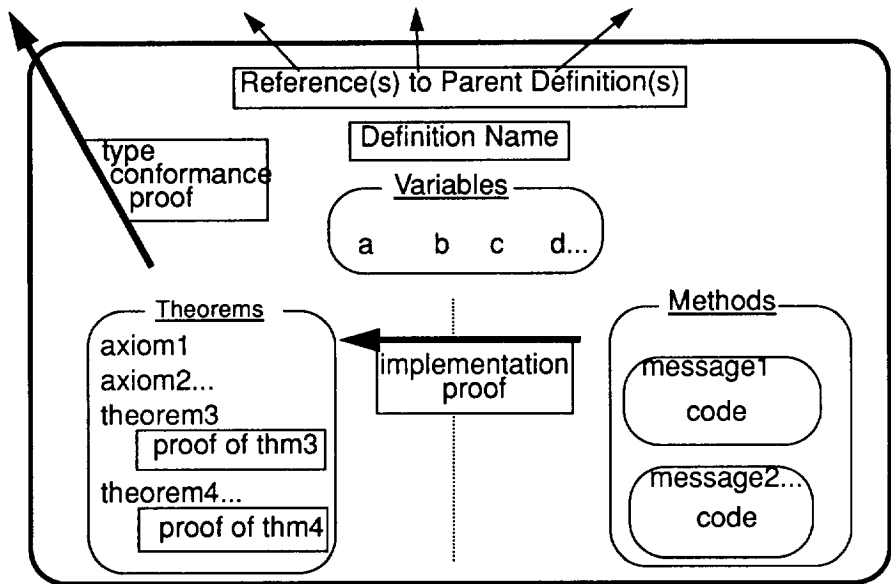 Reference(s) to Parent Definition(s)
Definition Name
type
conformance
proof
Variables
a b c d...
Theorems
axiom1
axiom2...
theorem3
proof of thm3
theorem4...
proof of thm4
implementation
proof
Methods
message1
code
message2...
code